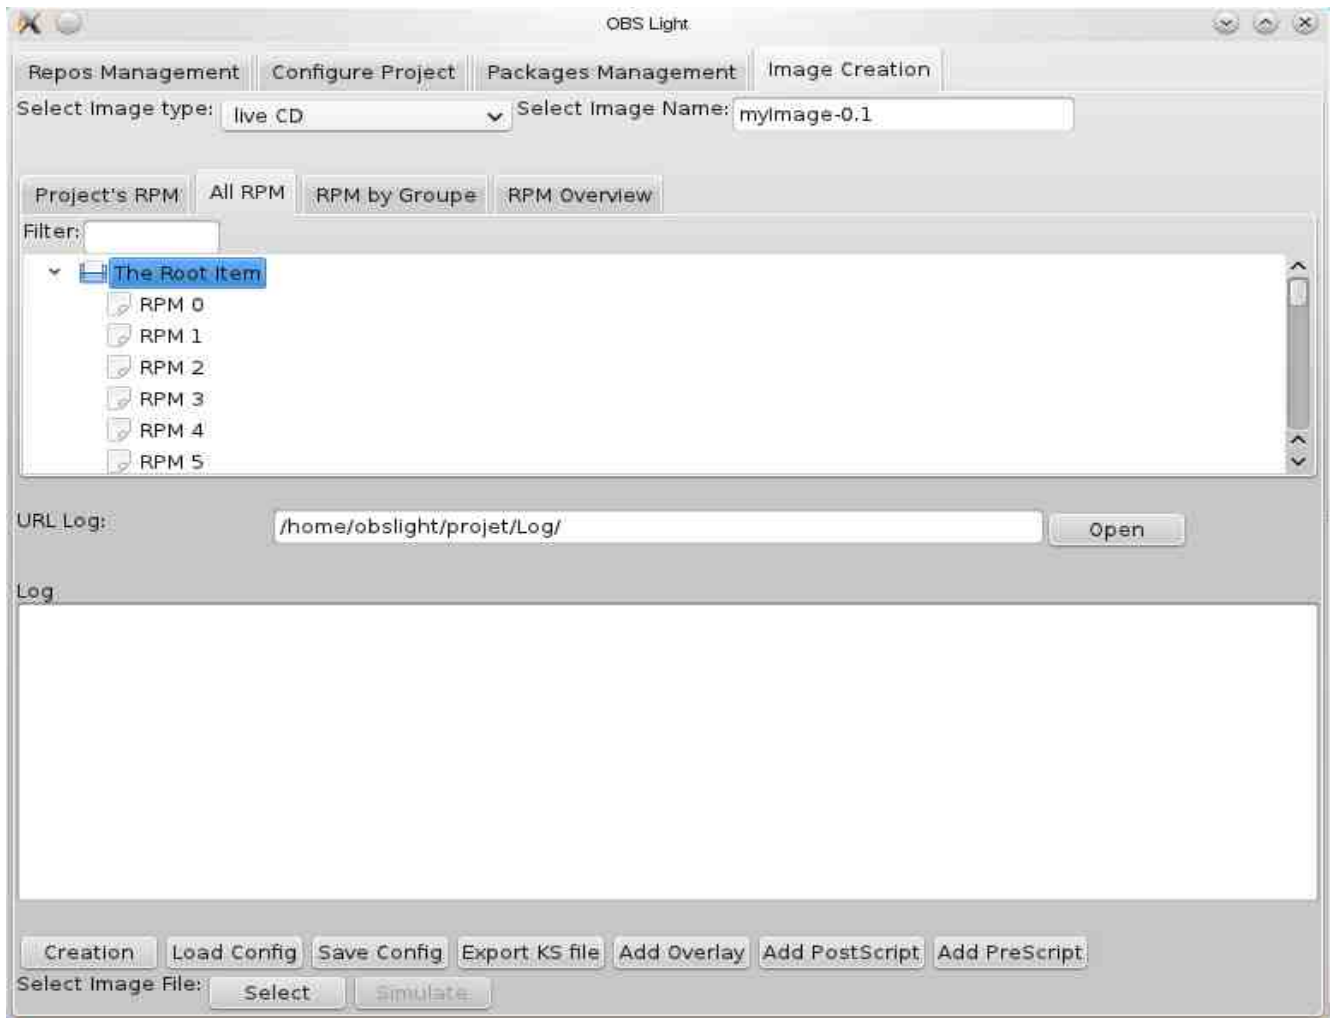 OBS Light
Repos Management Configure Project Packages Management Image Creation
Select Image type: live CD Select Image Name: myImage-0.1
Project's RPM All RPM RPM by Groupe RPM Overview
Filter:
The Root Item
RPM 0
RPM 1
RPM 2
RPM 3
RPM 4
RPM 5
URL Log: /home/obslight/projet/Log/ Open
Log
Creation Load Config Save Config Export KS file Add Overlay Add PostScript Add PreScript
Select Image File: Select Simulate